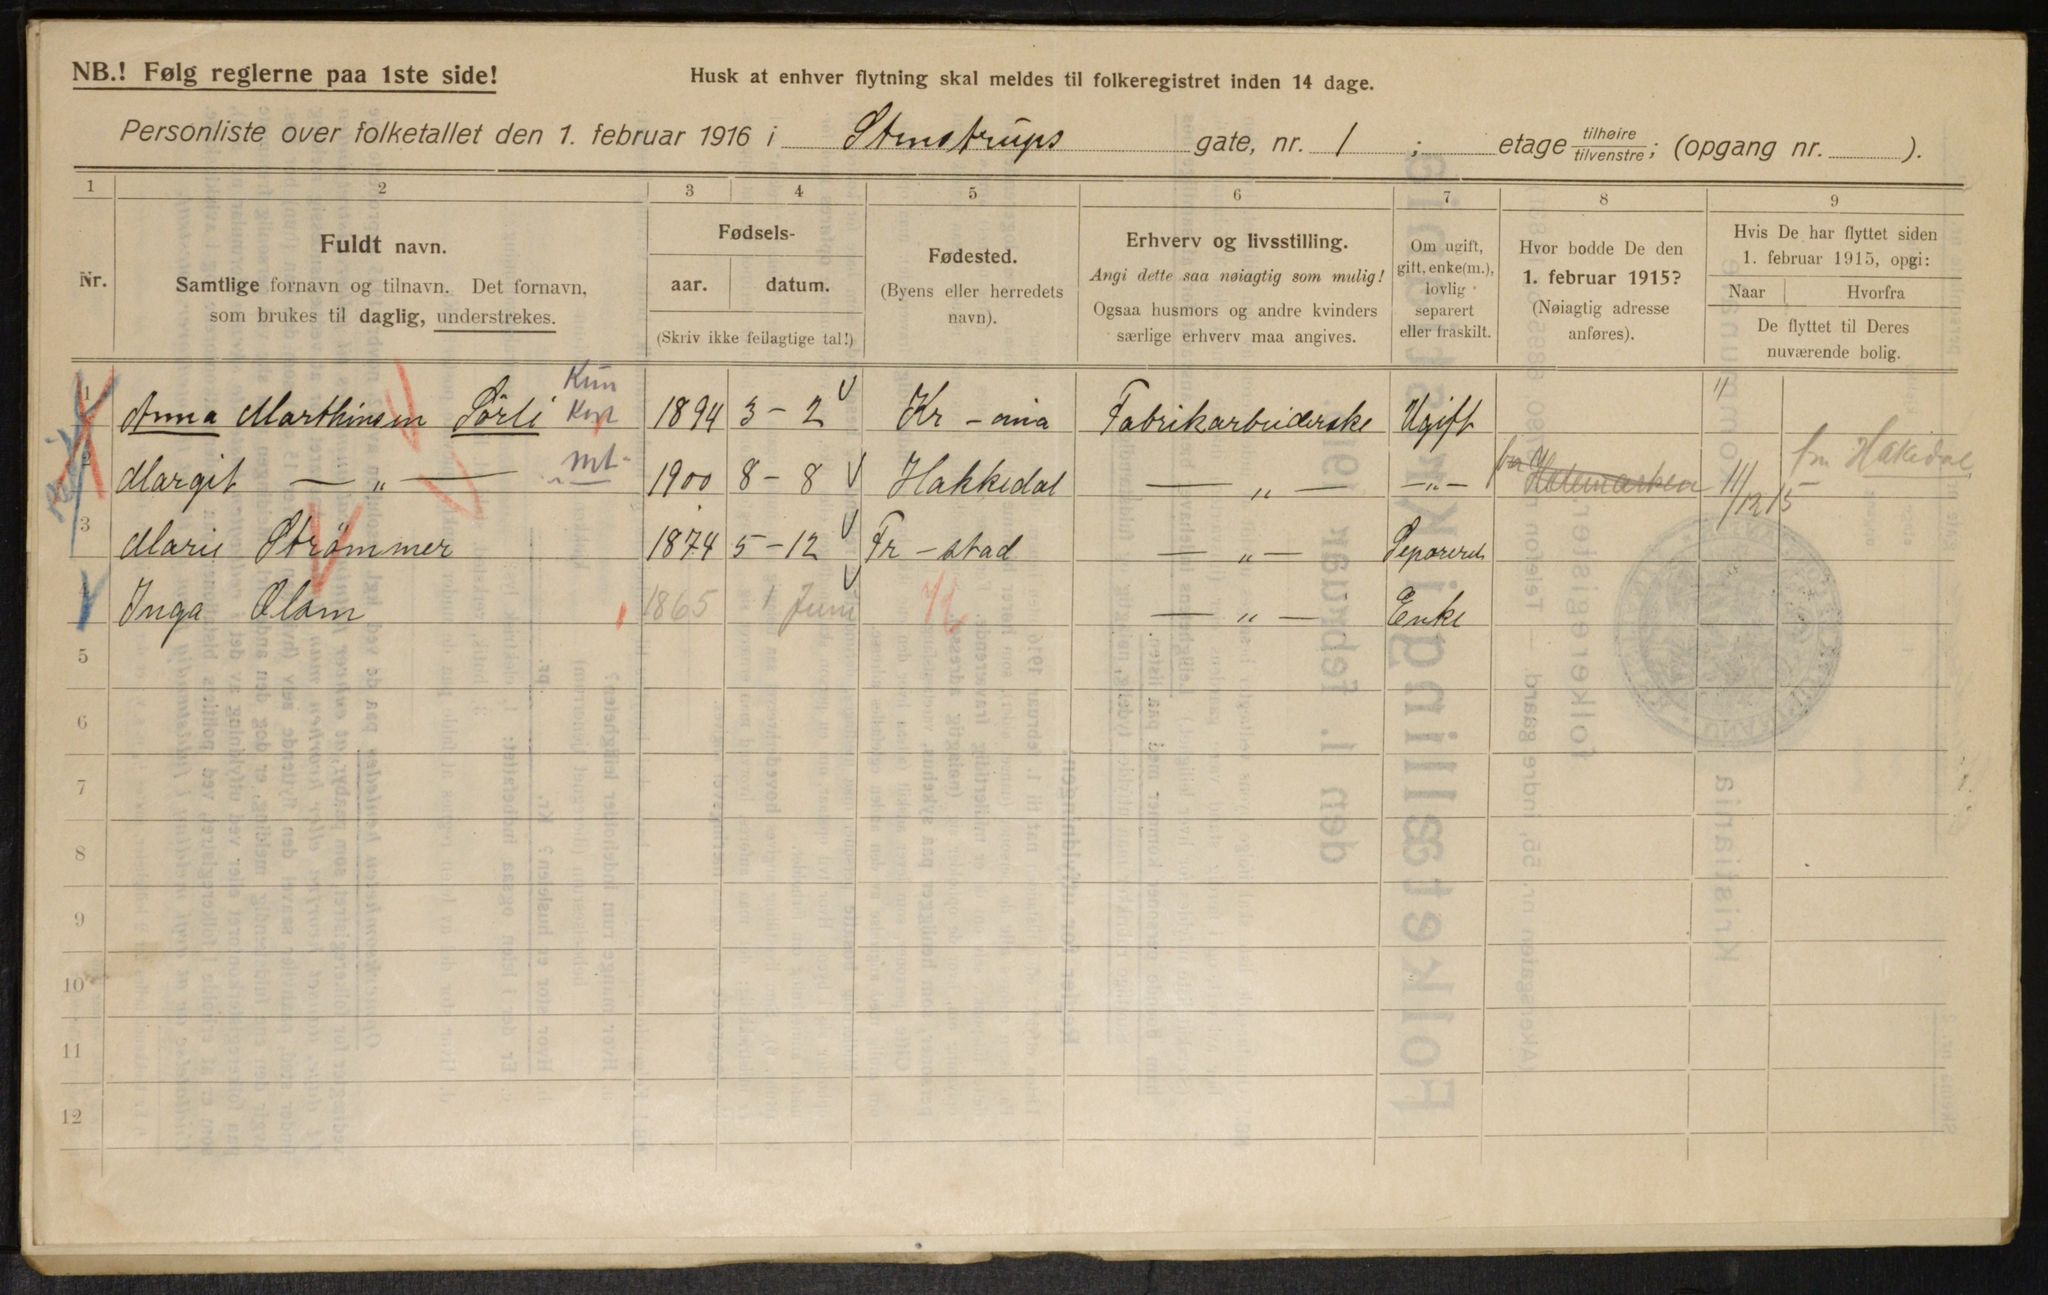 NB.! Følg reglerne paa 1ste side!
Husk at enhver flytning skal meldes til folkeregistret inden 14 dage.
Personliste over folketallet den 1. februar 1916 i Stenstrups gate, nr. 1 ; etage tilhøire tilvenstre; (opgang nr. ).
1 2 3 4 5 6 7 8 9
Nr.
Fuldt navn.
Samtlige fornavn og tilnavn. Det fornavn,
som brukes til daglig, understrekes.
Fødsels-
aar. datum.
(Skriv ikke feilagtige tal!)
Fødested.
(Byens eller herredets
navn).
Erhverv og livsstilling.
Angi dette saa nøiagtig som mulig!
Ogsaa husmors og andre kvinders
særlige erhverv maa angives.
Om ugift,
gift, enke(m.),
lovlig
separert
eller fraskilt.
Hvor bodde De den
1. februar 1915?
(Nøiagtig adresse
anføres).
Hvis De har flyttet siden
1. februar 1915, opgi:
Naar Hvorfra
De flyttet til Deres
nuværende bolig.
1 Anna Marthinsen Sörli 1894 3 - 2 Kr - ania Fabrikarbeiderske Ugift "
2 Margit — „ — 1900 8 - 8 Hakkedal — „ — — „ — 11/12 15 fra Hakedal
3 Marie Strömmer 1874 5 - 12 Fr - stad — „ — Separeret
Inga Olsen 1865 1 Juni — „ — Enke
5
6
7
8
9
10
11
12